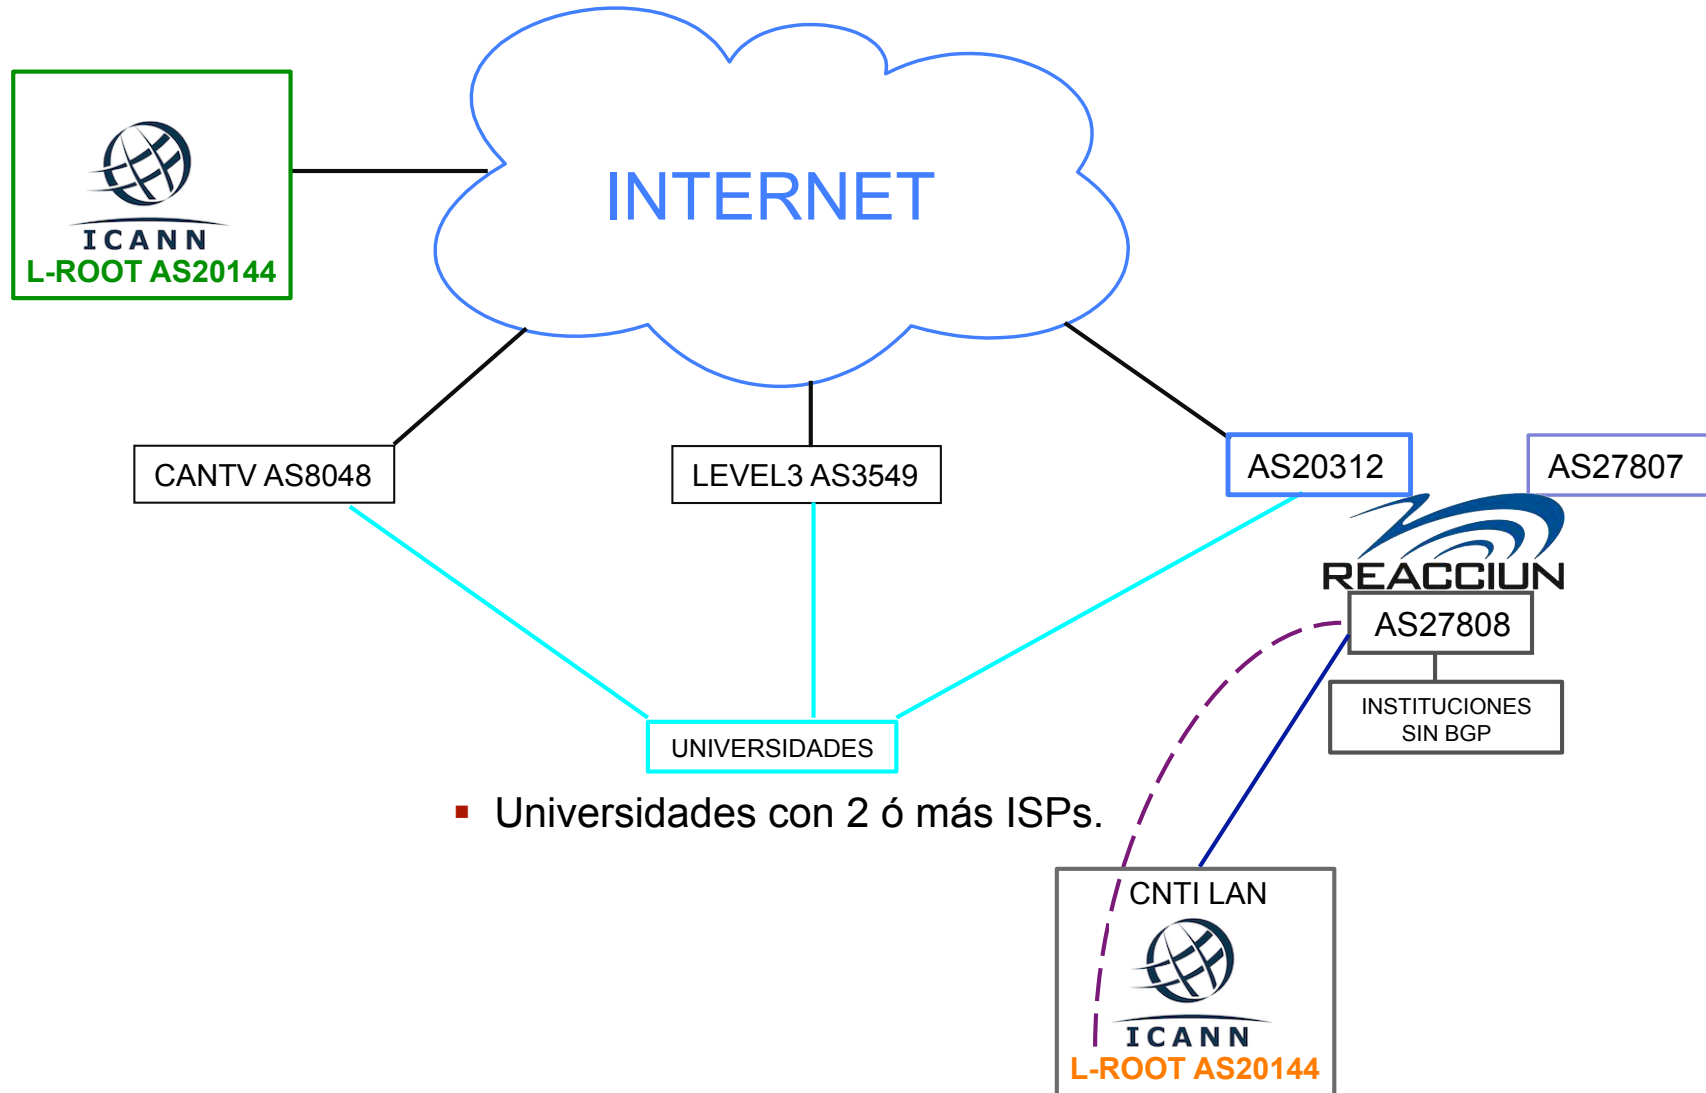 INTERNET
ICANN
L-ROOT AS20144
CANTV AS8048
LEVEL3 AS3549
AS20312
AS27807
REACCIUN
AS27808
INSTITUCIONES
SIN BGP
UNIVERSIDADES
▪ Universidades con 2 ó más ISPs.
CNTI LAN
ICANN
L-ROOT AS20144